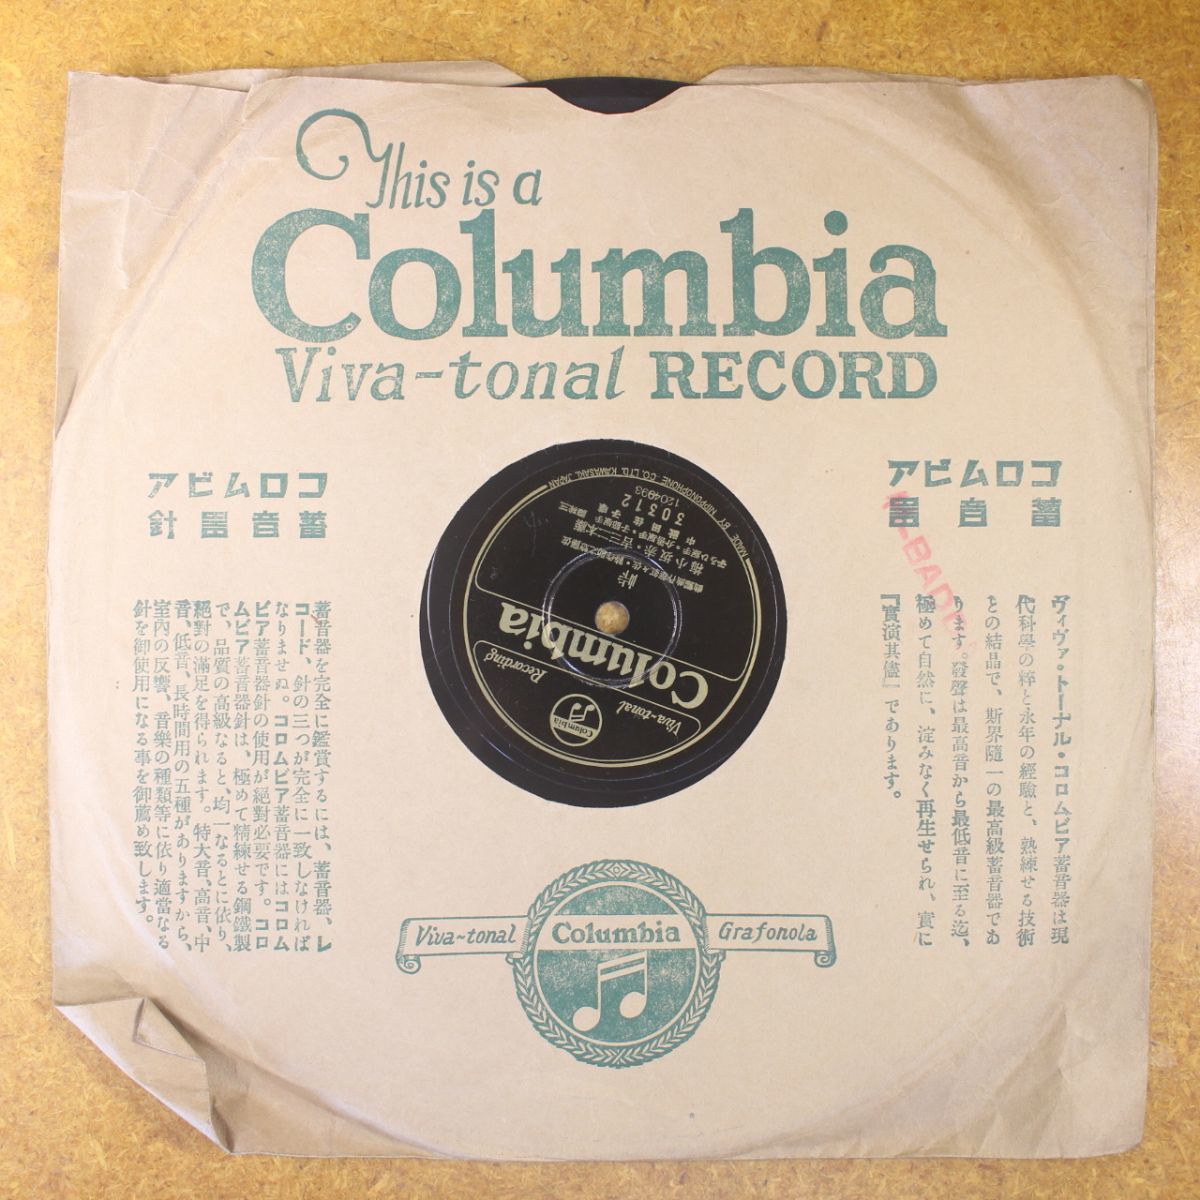 This is a
Columbia
Viva-tonal RECORD
アビムロコ
器音蓄
ヴィヴァ・トーナル・コロムビア蓄音器は現
代科學の粹と永年の經驗と、熟練せる技術
との結晶で、斯界隨一の最高級蓄音器であ
ります。發聲は最高音から最低音に至る迄、
極めて自然に、淀みなく再生せられ、實に
『實演其儘』であります。
アビムロコ
針器音蓄
蓄音器を完全に鑑賞するには、蓄音器、レ
コード、針の三つが完全に一致しなければ
なりませぬ。コロムビア蓄音器にはコロム
ビア蓄音器針の使用が絕對必要です。コロ
ムビア蓄音器針は、極めて精練せる鋼鐵製
で、品質の高級なると、均一なるとに依り、
絕對の滿足を得られます。特大音、高音、中
音、低音、長時間用の五種がありますから、
室內の反響、音樂の種類等に依り適當なる
針を御使用になる事を御薦め致します。
Viva-tonal
Recording
Columbia
Columbia
30312
1204993
MADE BY NIPPONOPHONE CO., LTD. KAWASAKI, JAPAN
Viva-tonal
Columbia
Grafonola